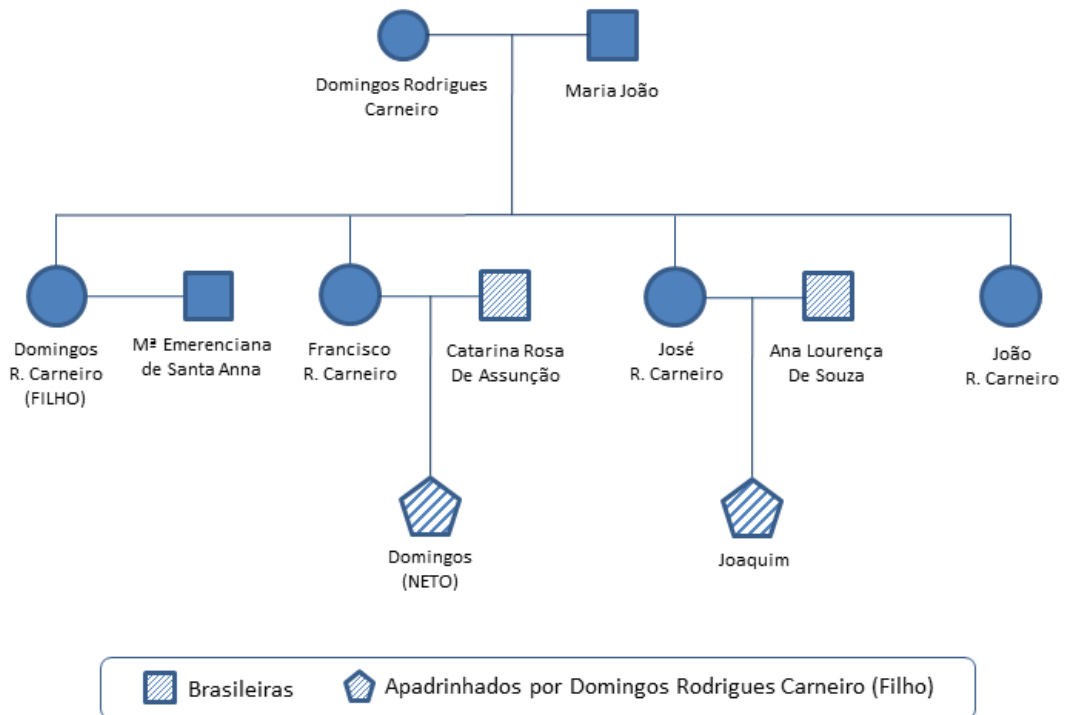 Domingos Rodrigues
Carneiro
Maria João
Domingos
R. Carneiro
(FILHO)
Mª Emerenciana
de Santa Anna
Francisco
R. Carneiro
Catarina Rosa
De Assunção
José
R. Carneiro
Ana Lourença
De Souza
João
R. Carneiro
Domingos
(NETO)
Joaquim
Brasileiras
Apadrinhados por Domingos Rodrigues Carneiro (Filho)